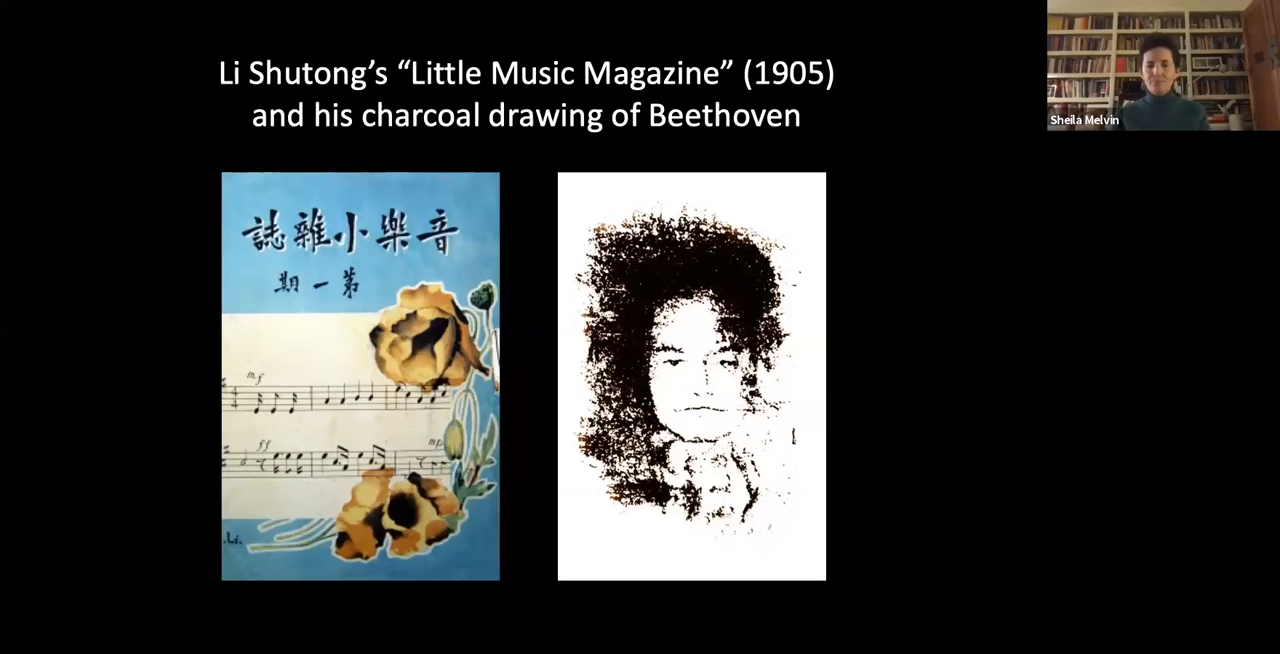 Li Shutong’s “Little Music Magazine” (1905)
and his charcoal drawing of Beethoven
Sheila Melvin
音樂小雜誌
第一期
mf
ff
mp
.Li.